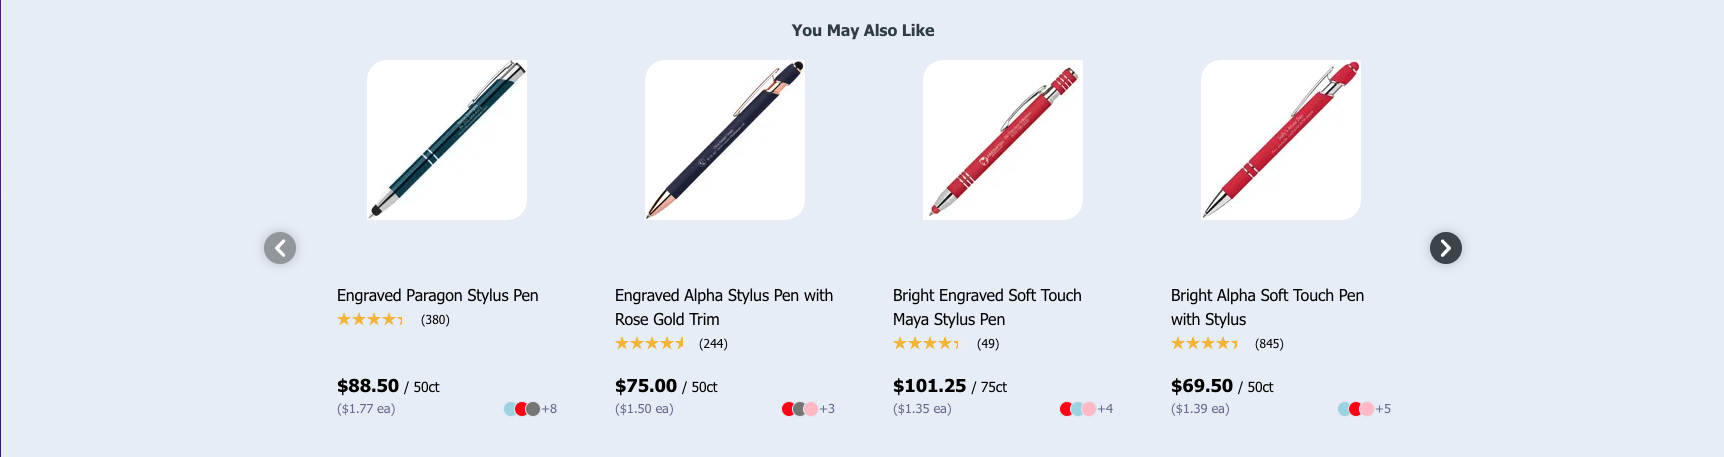 You May Also Like
Engraved Paragon Stylus Pen
(380)
$88.50 / 50ct
($1.77 ea)
+8
Engraved Alpha Stylus Pen with
Rose Gold Trim
(244)
$75.00 / 50ct
($1.50 ea)
+3
Bright Engraved Soft Touch
Maya Stylus Pen
(49)
$101.25 / 75ct
($1.35 ea)
+4
Bright Alpha Soft Touch Pen
with Stylus
(845)
$69.50 / 50ct
($1.39 ea)
+5